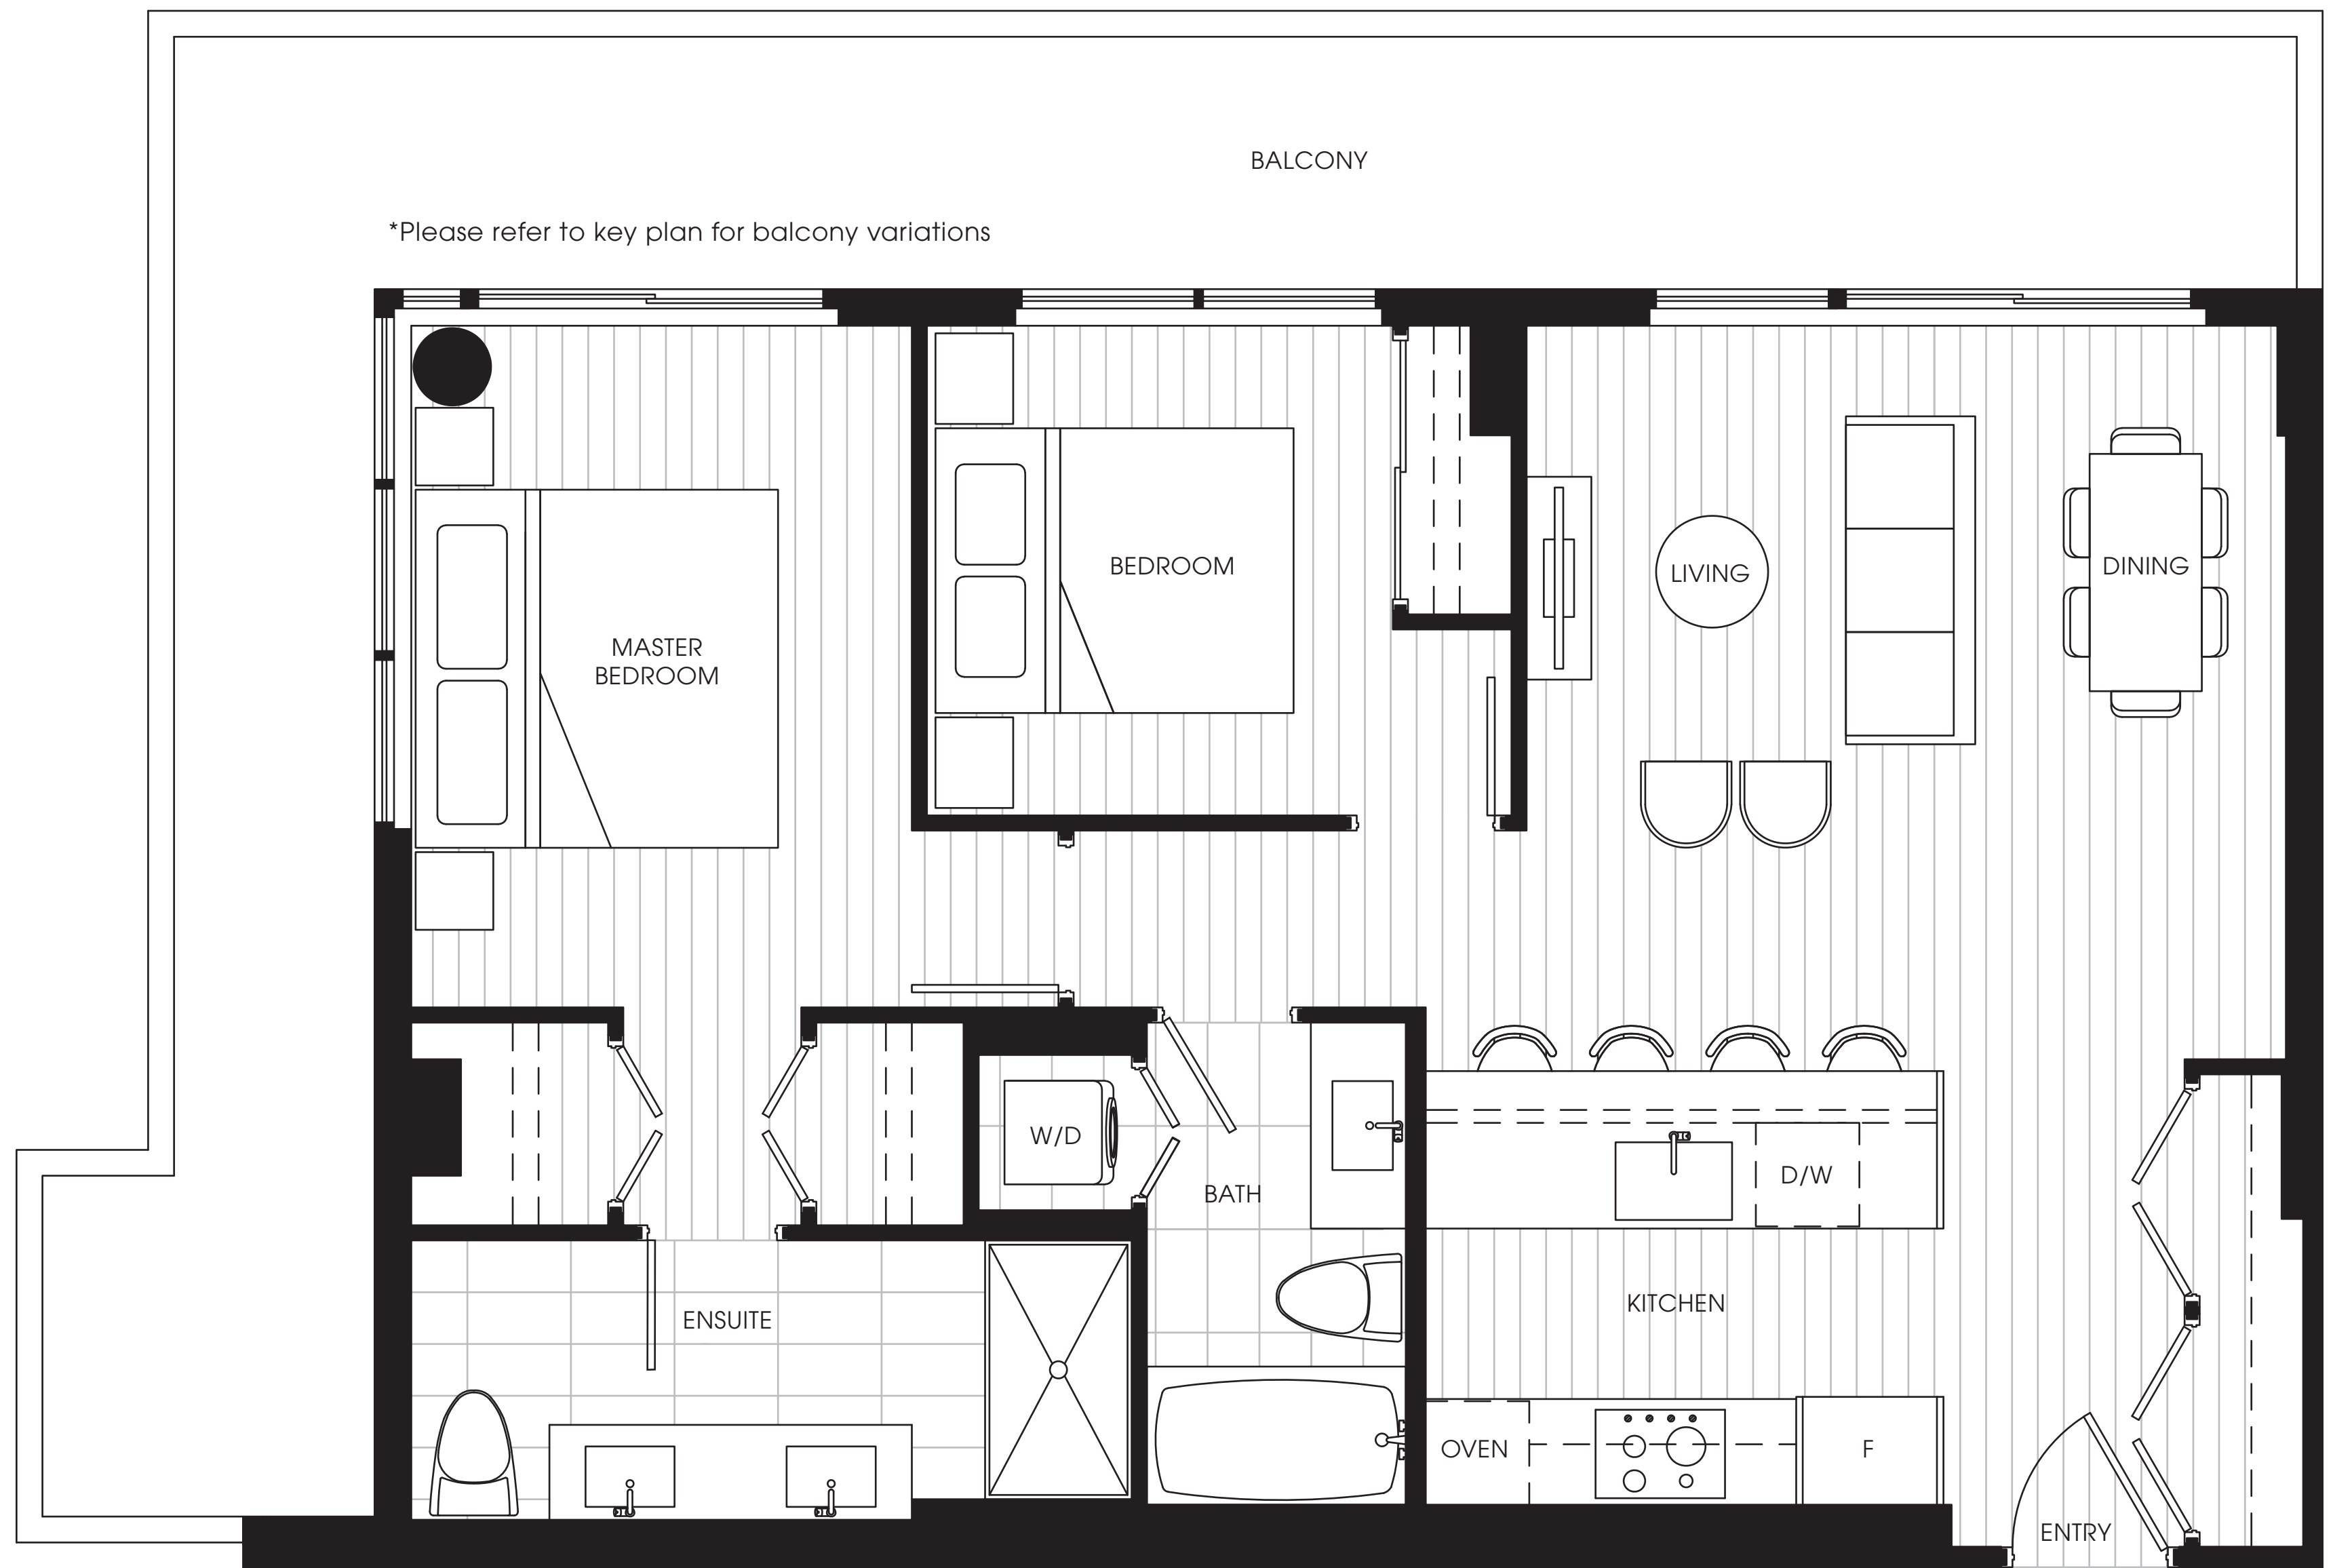 BALCONY
*Please refer to key plan for balcony variations
BEDROOM
LIVING
DINING
MASTER
BEDROOM
W/D
BATH
D/W
KITCHEN
ENSUITE
OVEN
F
ENTRY